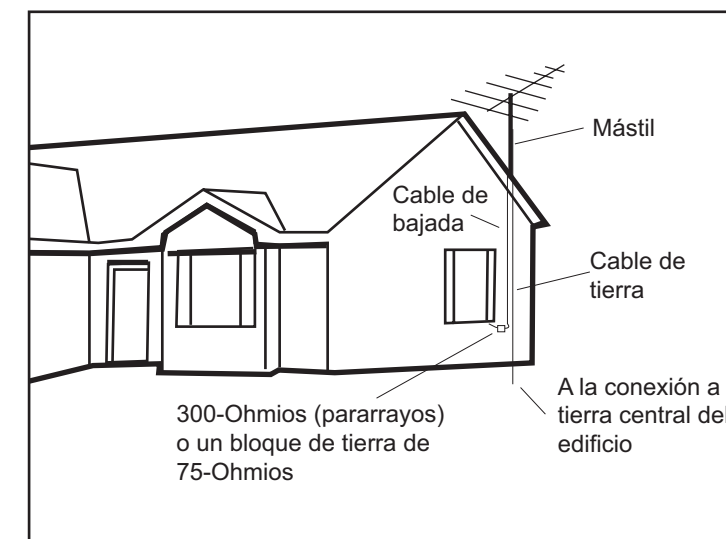 Mástil
Cable de
bajada
Cable de
tierra
A la conexión a
tierra central del
edificio
300-Ohmios (pararrayos)
o un bloque de tierra de
75-Ohmios